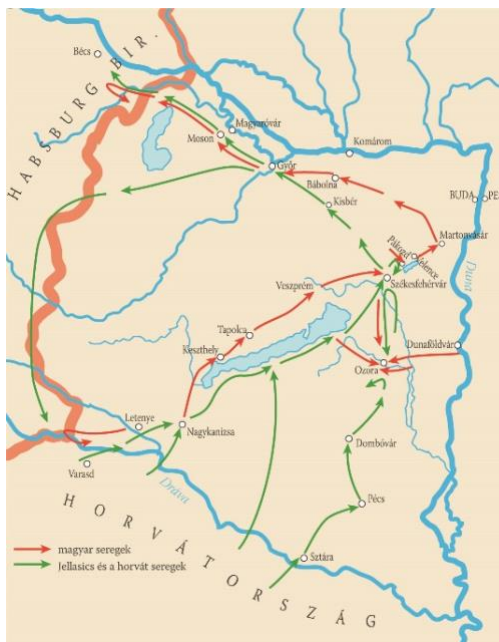 Bécs
HABSBURG BIR.
Magyaróvár
Moson
Komárom
Győr
Bábolna
BUDA
PE
Kisbér
Martonvásár
Pákozd
Velence
Székesfehérvár
Duna
Veszprém
Tapolca
Keszthely
Dunaföldvár
Ozora
Letenye
Nagykanizsa
Varasd
Dombóvár
Dráva
Pécs
HORVÁTORSZÁG
Sztára
magyar seregek
Jellasics és a horvát seregek